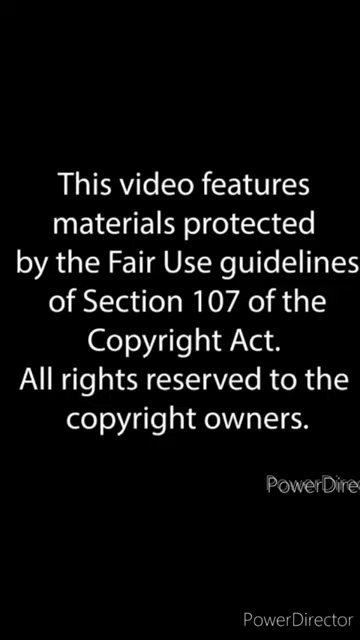 This video features
materials protected
by the Fair Use guidelines
of Section 107 of the
Copyright Act.
All rights reserved to the
copyright owners.
PowerDirec
PowerDirector